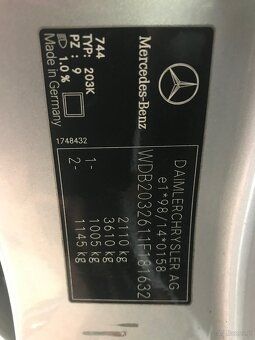 DAIMLERCHRYSLER AG
e1*98/14*0158
WDB2032611F181632
2110 kg
3610 kg
1- 1005 kg
2- 1145 kg
Mercedes-Benz
744
TYP: 203K
PZ : 9
1.0 %
Made in Germany
1748432